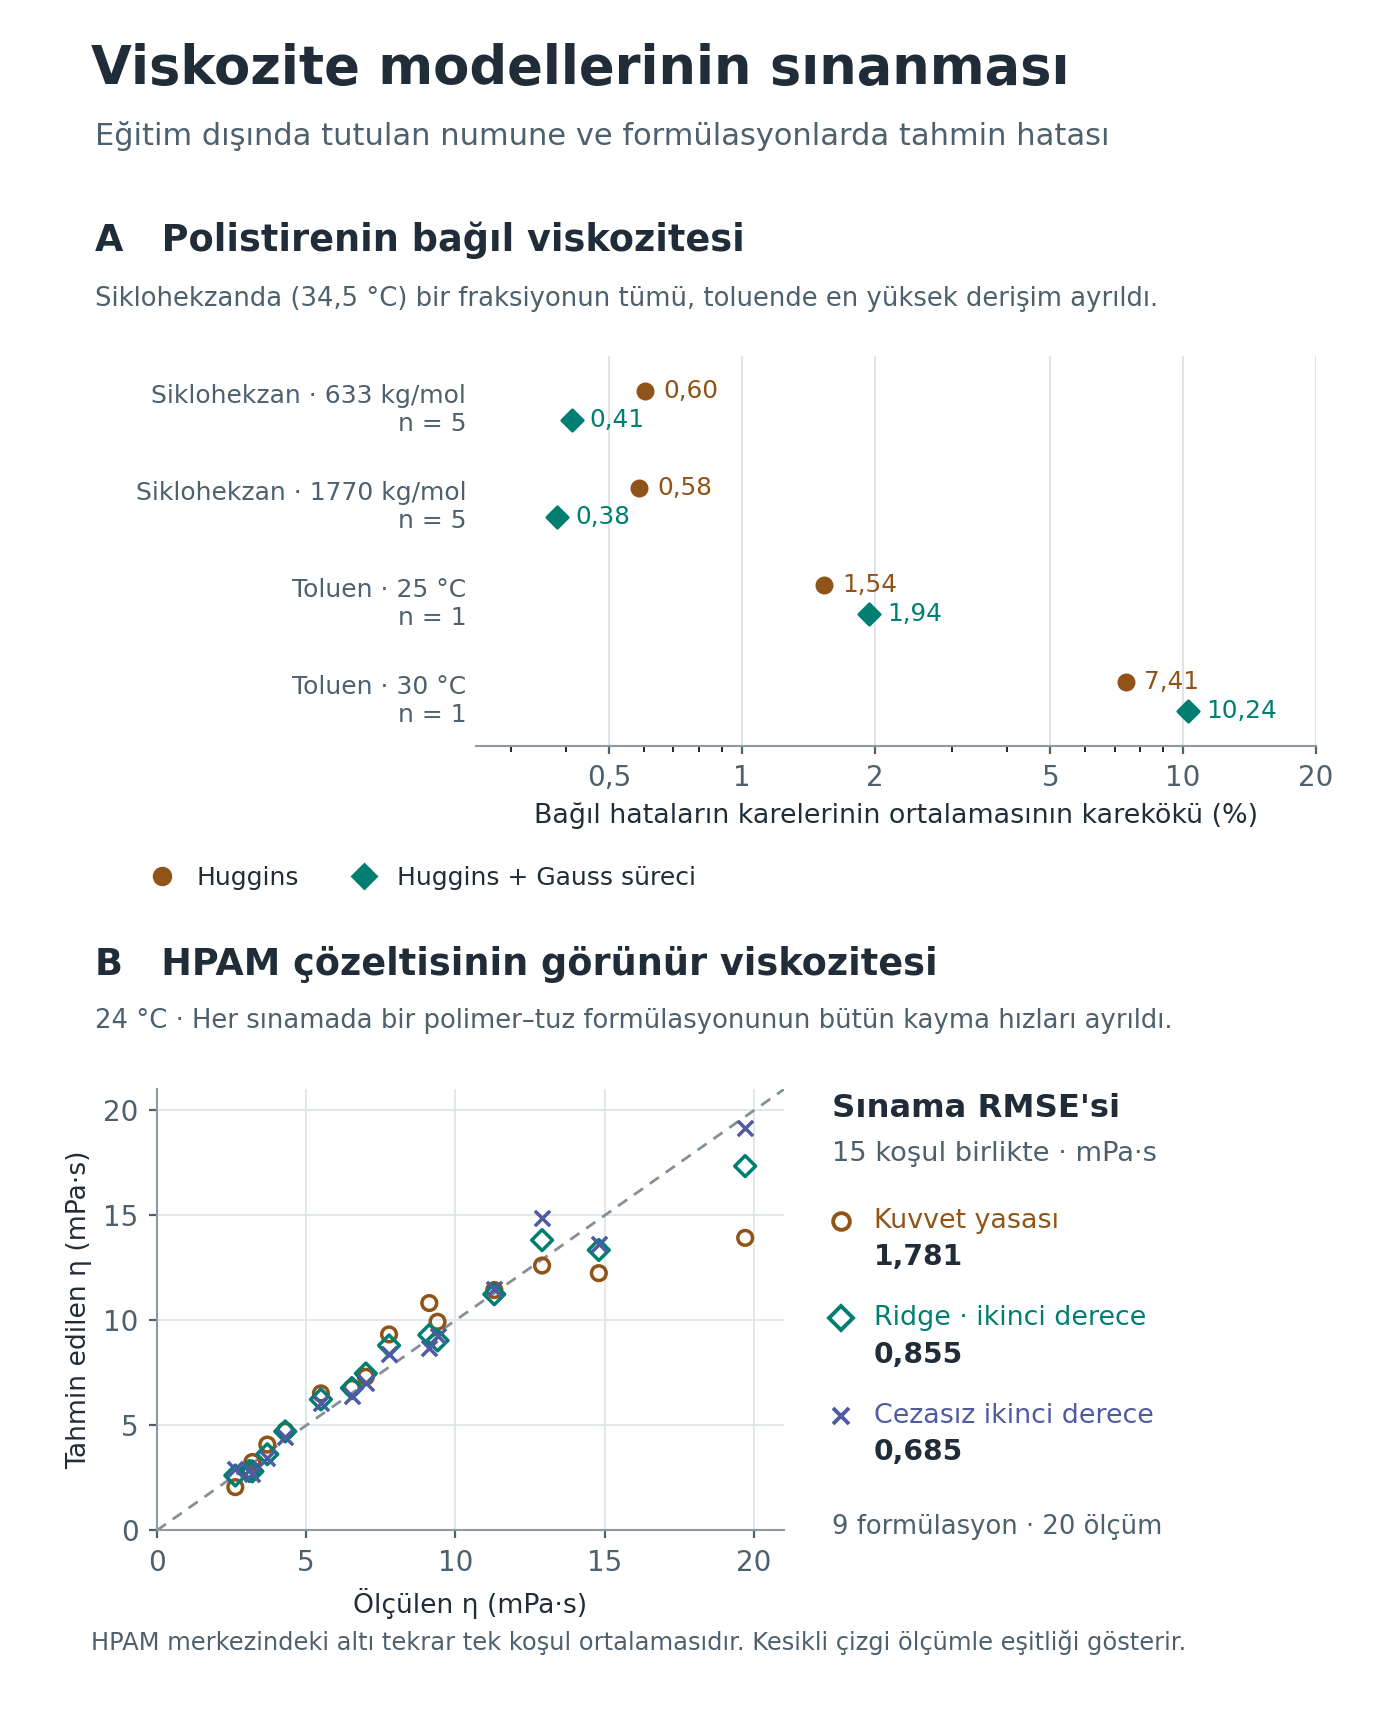 Viskozite modellerinin sınanması
Eğitim dışında tutulan numune ve formülasyonlarda tahmin hatası
A Polistirenin bağıl viskozitesi
Siklohekzanda (34,5 °C) bir fraksiyonun tümü, toluende en yüksek derişim ayrıldı.
Siklohekzan · 633 kg/mol
n = 5
0,60
0,41
Siklohekzan · 1770 kg/mol
n = 5
0,58
0,38
Toluen · 25 °C
n = 1
1,54
1,94
Toluen · 30 °C
n = 1
7,41
10,24
0,5 1 2 5 10 20
Bağıl hataların karelerinin ortalamasının karekökü (%)
Huggins Huggins + Gauss süreci
B HPAM çözeltisinin görünür viskozitesi
24 °C · Her sınamada bir polimer–tuz formülasyonunun bütün kayma hızları ayrıldı.
Tahmin edilen η (mPa·s)
20
15
10
5
0
0 5 10 15 20
Ölçülen η (mPa·s)
Sınama RMSE'si
15 koşul birlikte · mPa·s
Kuvvet yasası
1,781
Ridge · ikinci derece
0,855
Cezasız ikinci derece
0,685
9 formülasyon · 20 ölçüm
HPAM merkezindeki altı tekrar tek koşul ortalamasıdır. Kesikli çizgi ölçümle eşitliği gösterir.